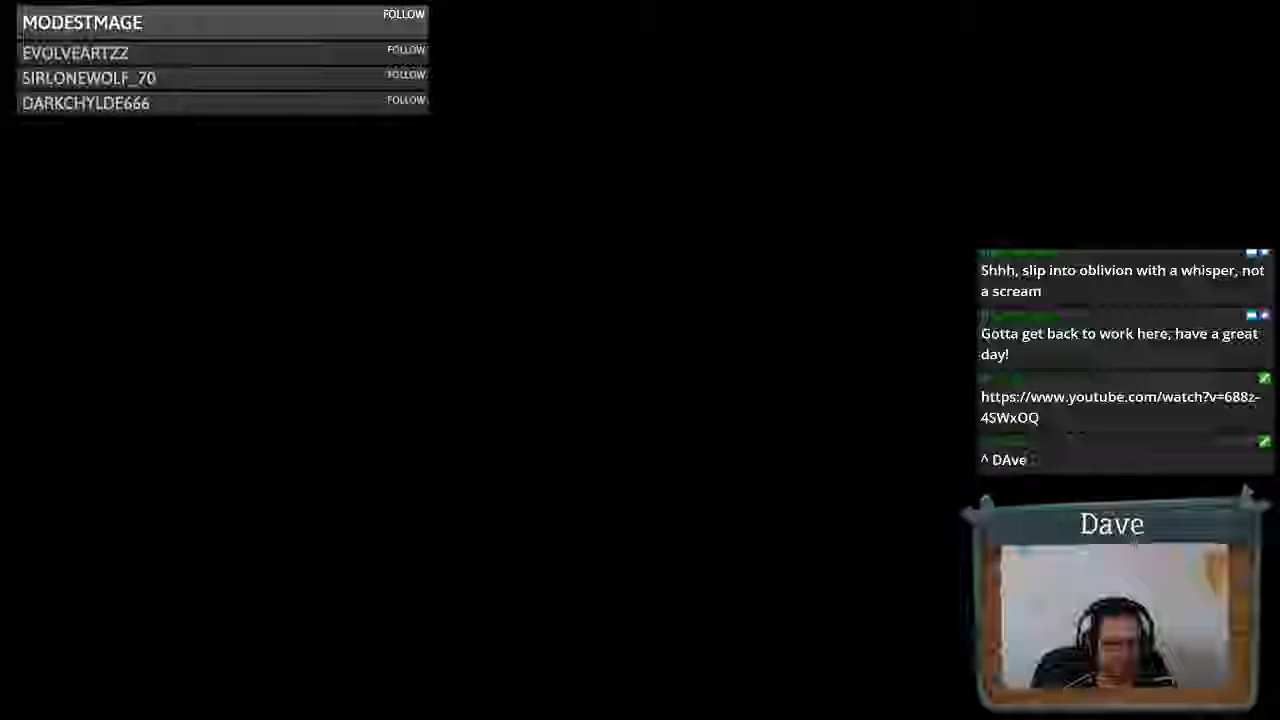 MODESTMAGE FOLLOW
EVOLVEARTZZ FOLLOW
SIRLONEWOLF_70 FOLLOW
DARKCHYLDE666 FOLLOW
Shhh, slip into oblivion with a whisper, not
a scream
Gotta get back to work here, have a great
day!
https://www.youtube.com/watch?v=688z-
4SWxOQ
^ DAve
Dave